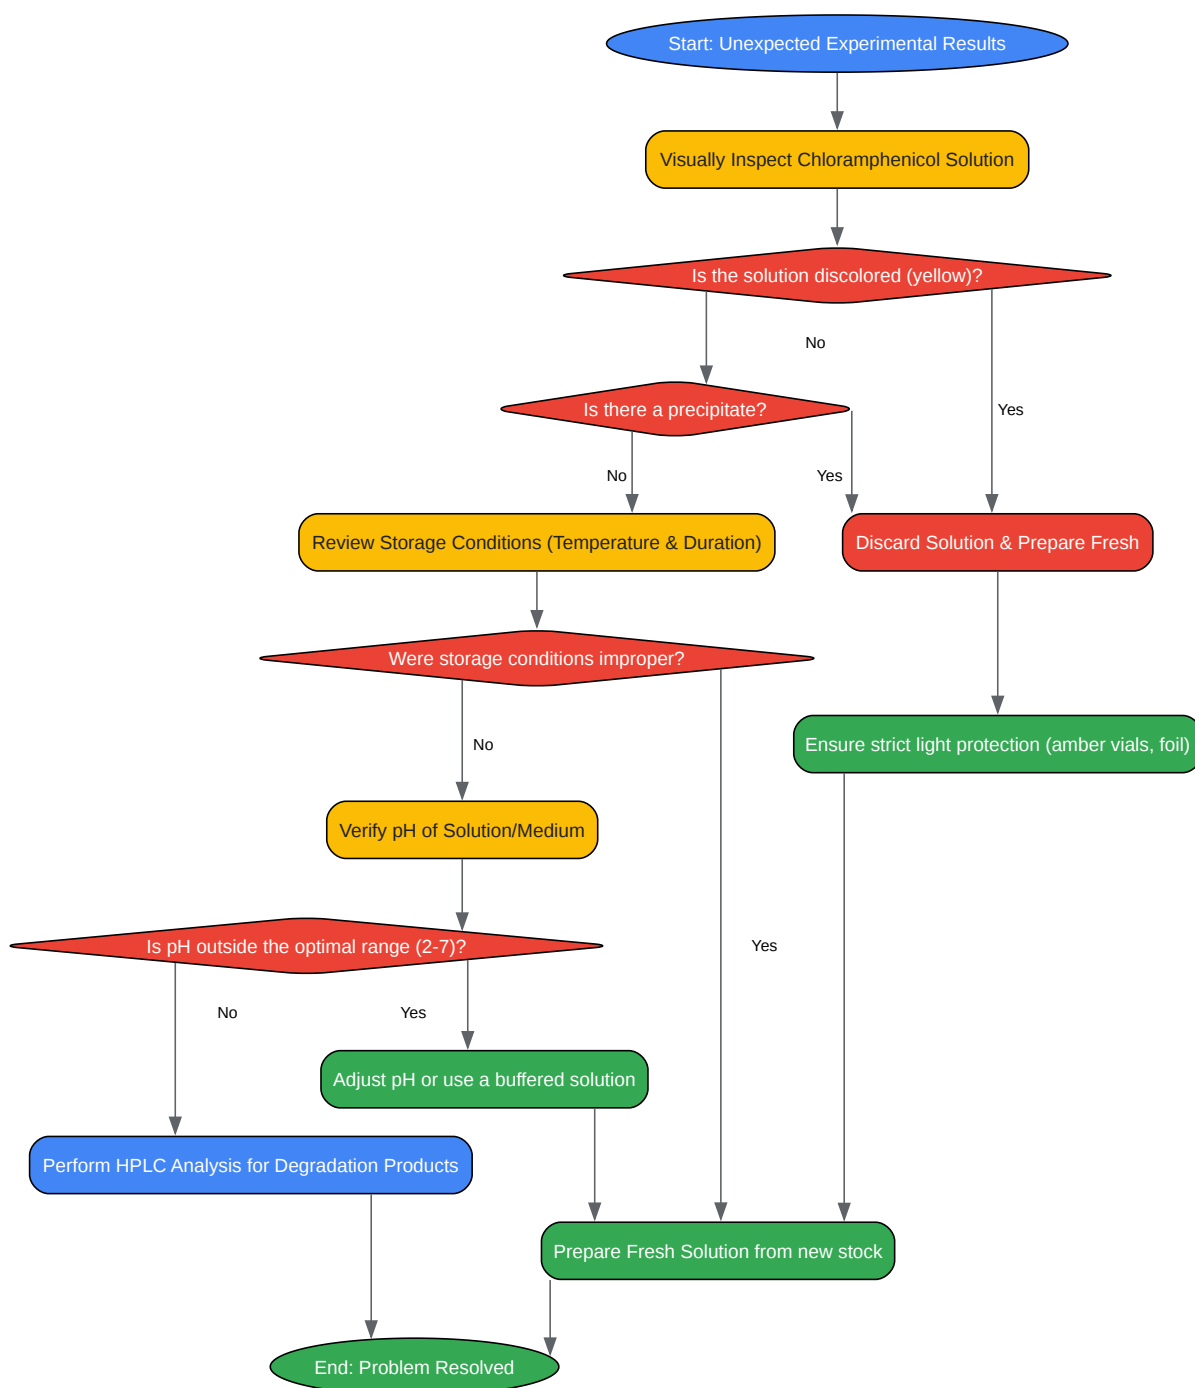 Start: Unexpected Experimental Results
Visually Inspect Chloramphenicol Solution
Is the solution discolored (yellow)?
No
Is there a precipitate?
Yes
No
Yes
Review Storage Conditions (Temperature & Duration)
Discard Solution & Prepare Fresh
Were storage conditions improper?
No
Ensure strict light protection (amber vials, foil)
Verify pH of Solution/Medium
Is pH outside the optimal range (2-7)?
Yes
No
Yes
Adjust pH or use a buffered solution
Perform HPLC Analysis for Degradation Products
Prepare Fresh Solution from new stock
End: Problem Resolved